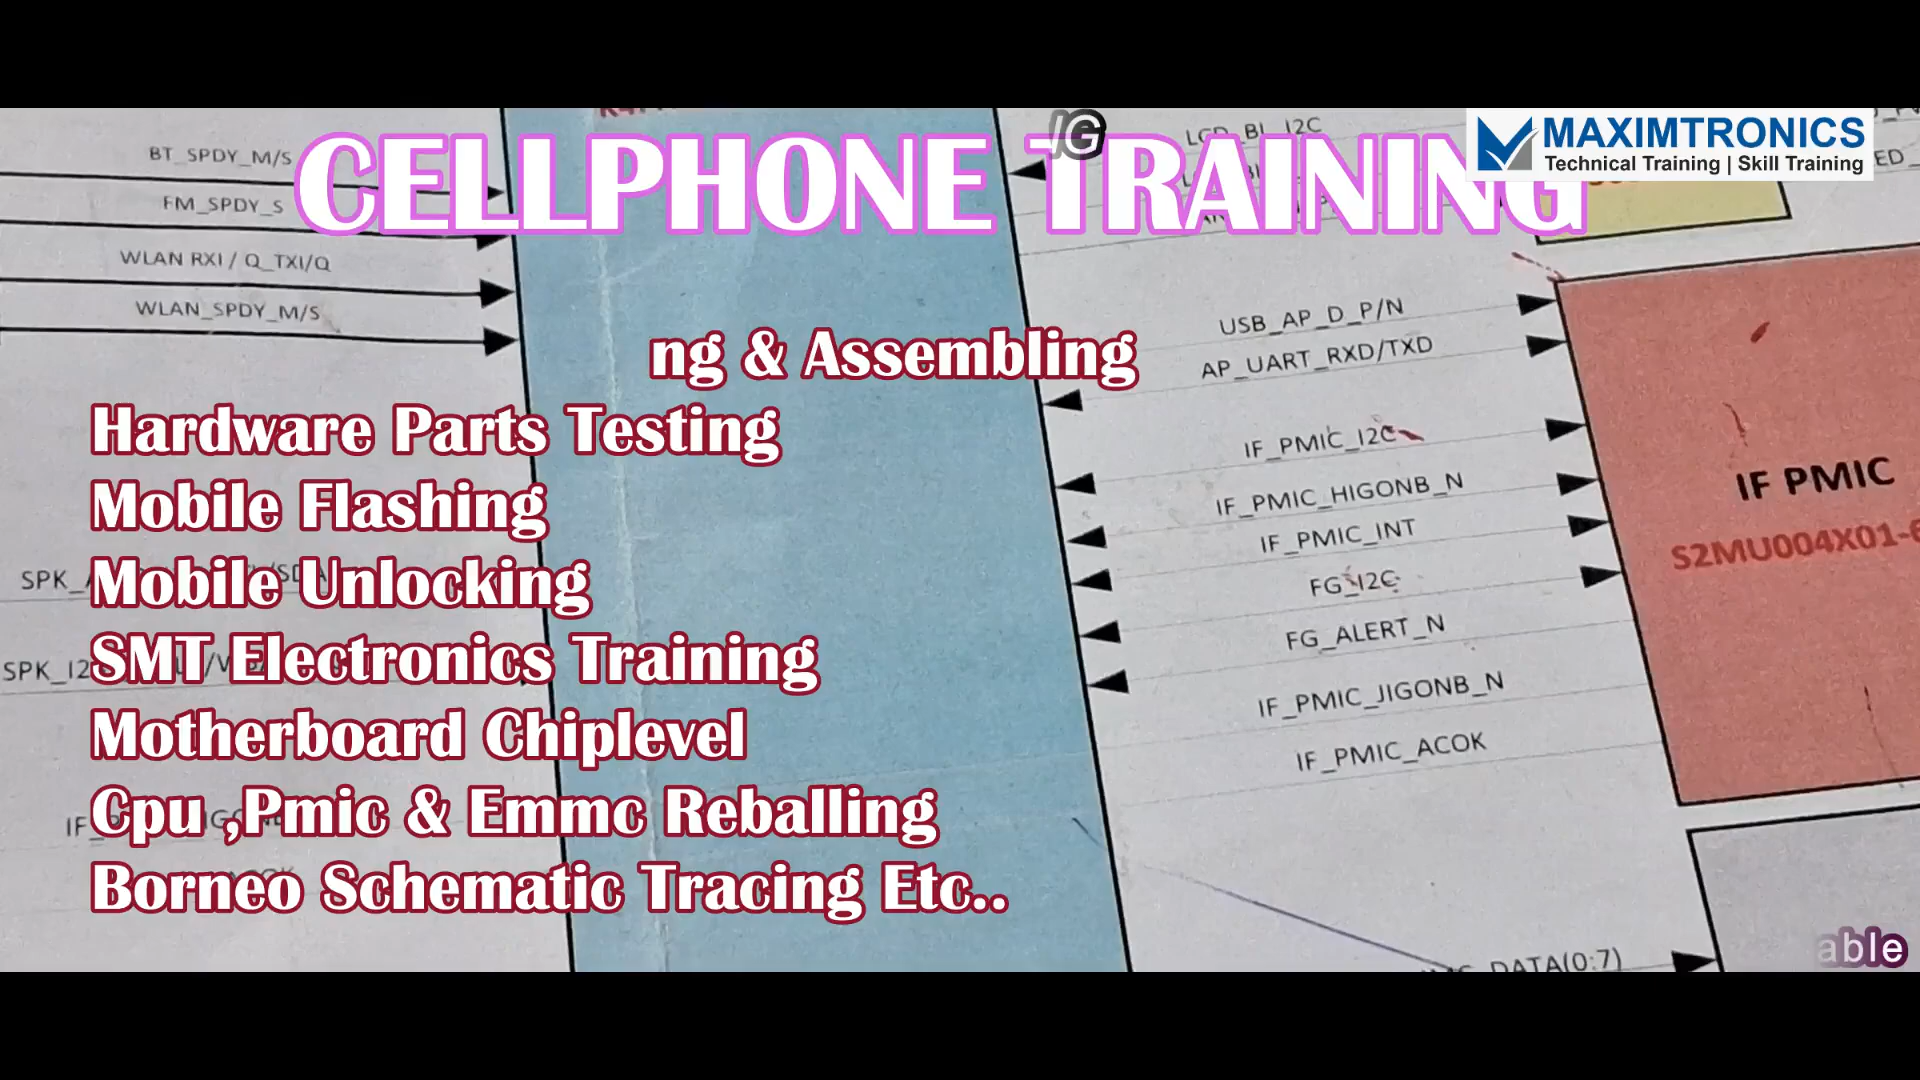 CELLPHONE TRAINING
IG
MAXIMTRONICS
Technical Training | Skill Training
ng & Assembling
Hardware Parts Testing
Mobile Flashing
Mobile Unlocking
SMT Electronics Training
Motherboard Chiplevel
Cpu ,Pmic & Emmc Reballing
Borneo Schematic Tracing Etc..
BT_SPDY_M/S
FM_SPDY_S
WLAN RXI / Q_TXI/Q
WLAN_SPDY_M/S
LCD_BL_I2C
USB_AP_D_P/N
AP_UART_RXD/TXD
IF_PMIC_I2C
IF_PMIC_HIGONB_N
IF_PMIC_INT
FG_I2C
FG_ALERT_N
IF_PMIC_JIGONB_N
IF_PMIC_ACOK
IF PMIC
DATA(0:7)
able